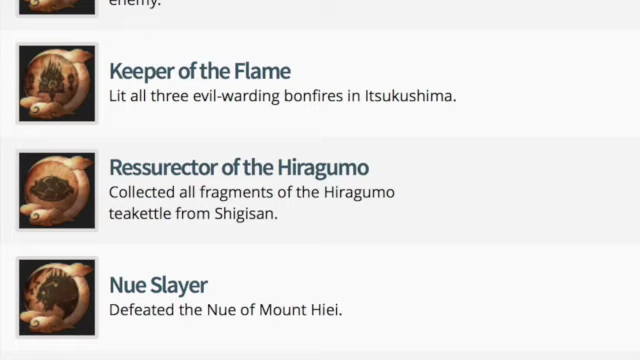 enemy.
Keeper of the Flame
Lit all three evil-warding bonfires in Itsukushima.
Ressurector of the Hiragumo
Collected all fragments of the Hiragumo
teakettle from Shigisan.
Nue Slayer
Defeated the Nue of Mount Hiei.